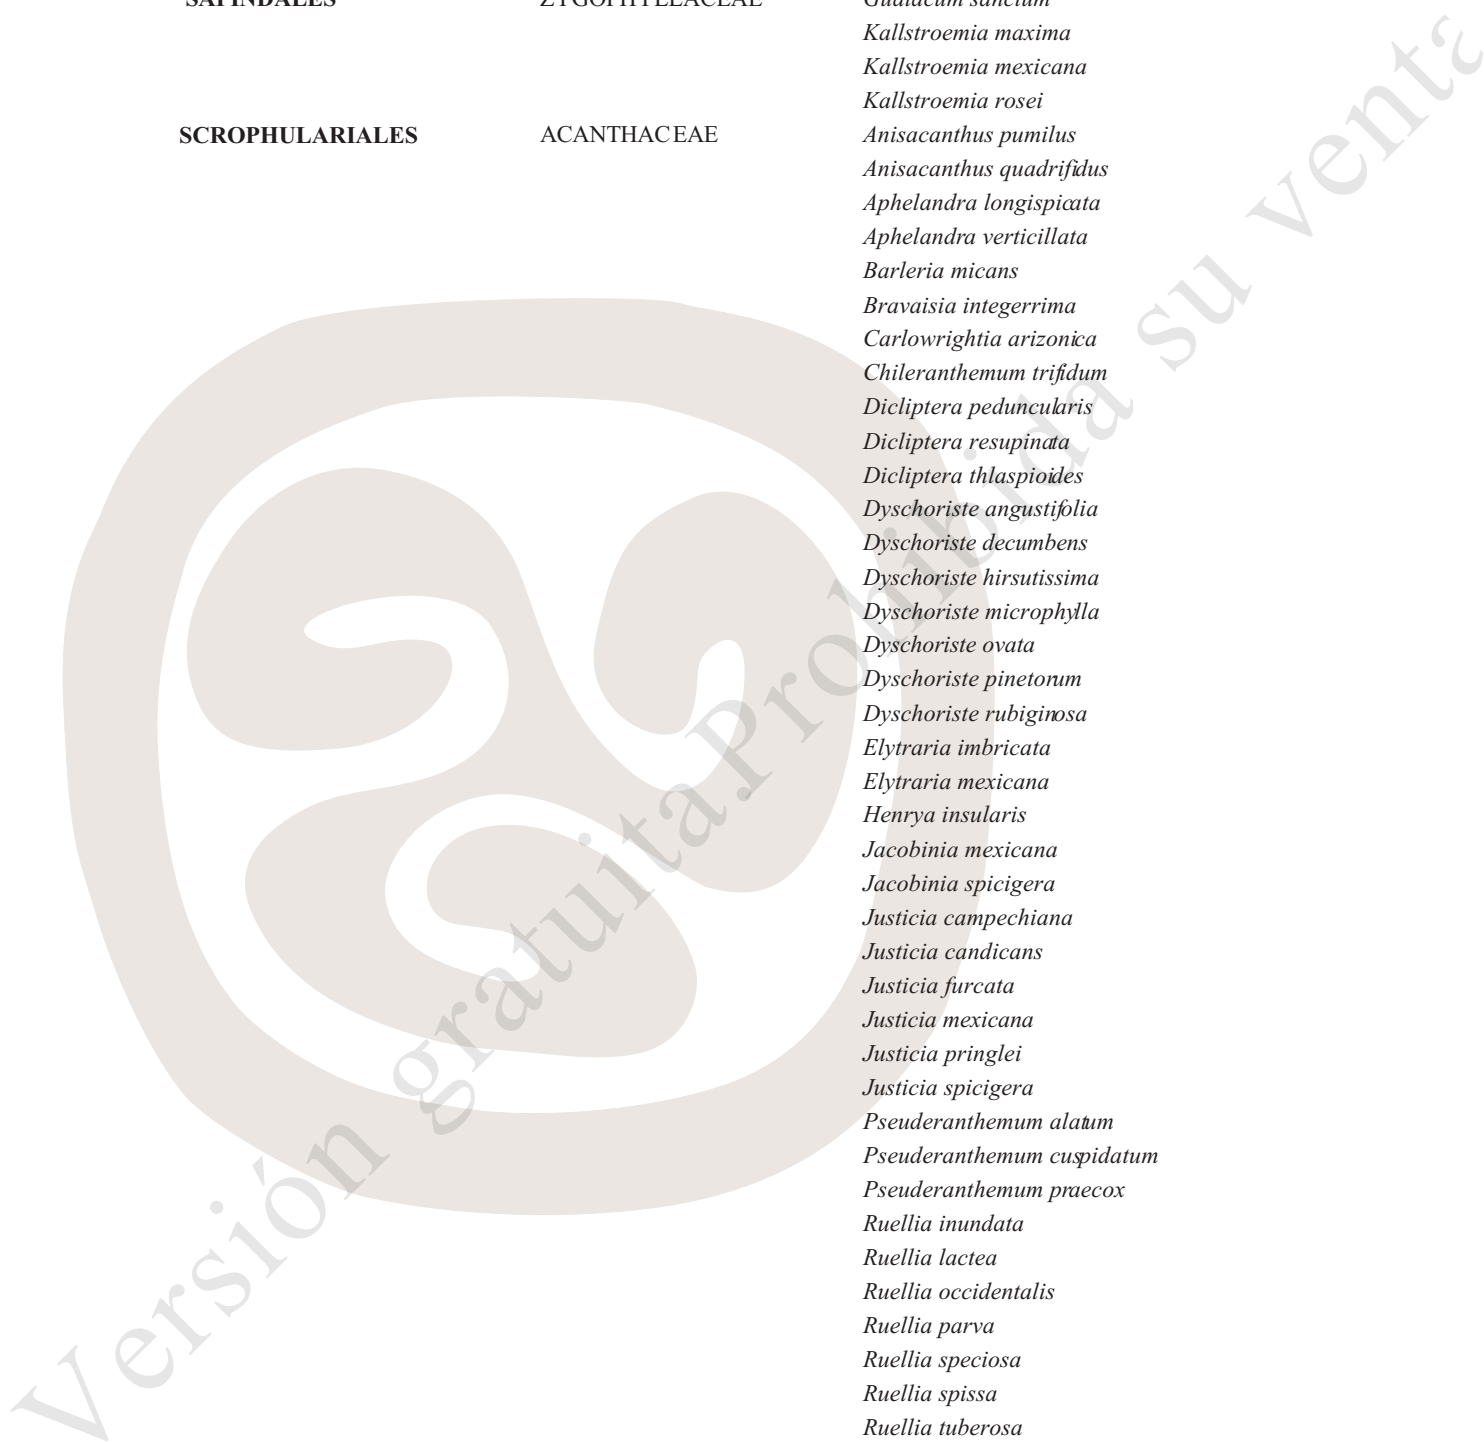 SAPINDALES ZYGOPHYLLACEAE Guaiacum sanctum
Kallstroemia maxima
Kallstroemia mexicana
Kallstroemia rosei
SCROPHULARIALES ACANTHACEAE Anisacanthus pumilus
Anisacanthus quadrifidus
Aphelandra longispicata
Aphelandra verticillata
Barleria micans
Bravaisia integerrima
Carlowrightia arizonica
Chileranthemum trifidum
Dicliptera peduncularis
Dicliptera resupinata
Dicliptera thlaspioides
Dyschoriste angustifolia
Dyschoriste decumbens
Dyschoriste hirsutissima
Dyschoriste microphylla
Dyschoriste ovata
Dyschoriste pinetorum
Dyschoriste rubiginosa
Elytraria imbricata
Elytraria mexicana
Henrya insularis
Jacobinia mexicana
Jacobinia spicigera
Justicia campechiana
Justicia candicans
Justicia furcata
Justicia mexicana
Justicia pringlei
Justicia spicigera
Pseuderanthemum alatum
Pseuderanthemum cuspidatum
Pseuderanthemum praecox
Ruellia inundata
Ruellia lactea
Ruellia occidentalis
Ruellia parva
Ruellia speciosa
Ruellia spissa
Ruellia tuberosa
Versión gratuita.Prohibida su venta